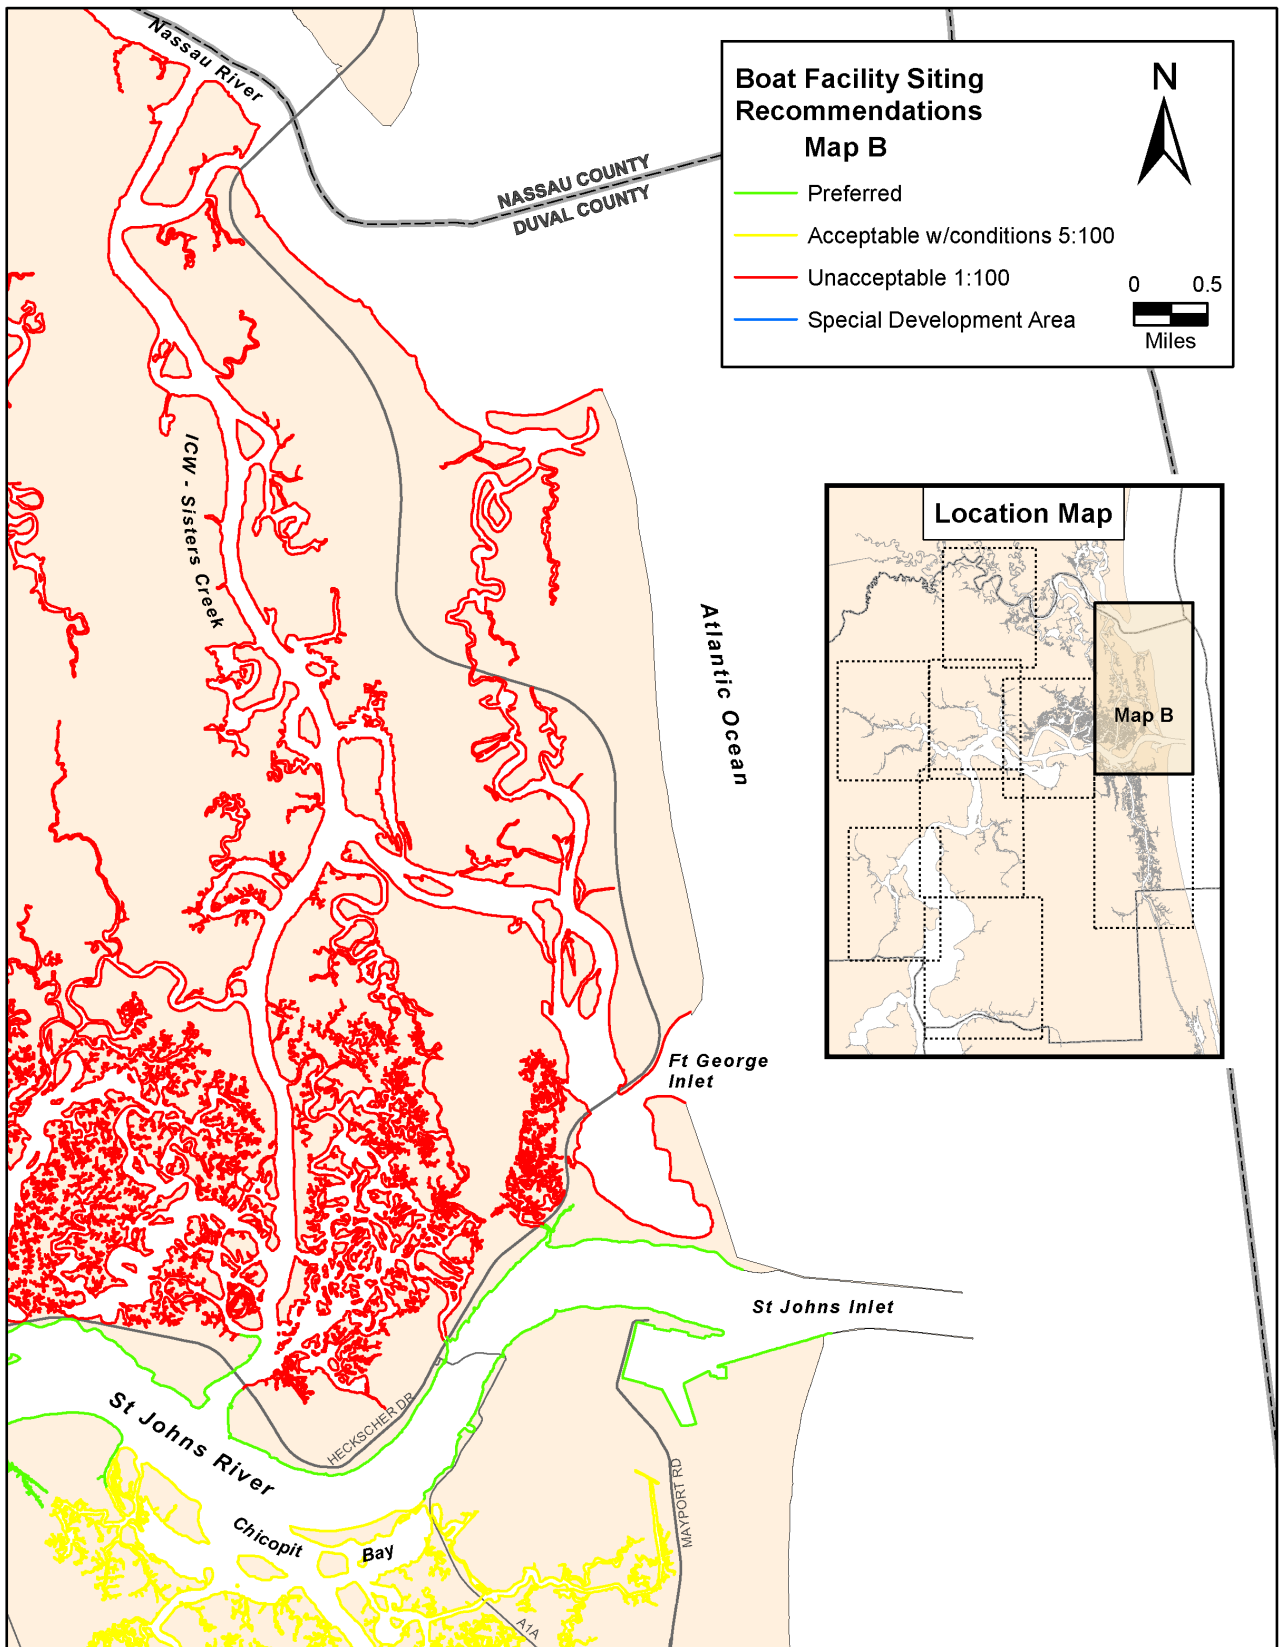 Nassau River
Boat Facility Siting
Recommendations
Map B
N
Preferred
Acceptable w/conditions 5:100
Unacceptable 1:100
Special Development Area
0 0.5
Miles
NASSAU COUNTY
DUVAL COUNTY
ICW - Sisters Creek
Location Map
Map B
Atlantic Ocean
Ft George
Inlet
St Johns Inlet
St Johns River
HECKSCHER DR
MAYPORT RD
Chicopit Bay
A1A